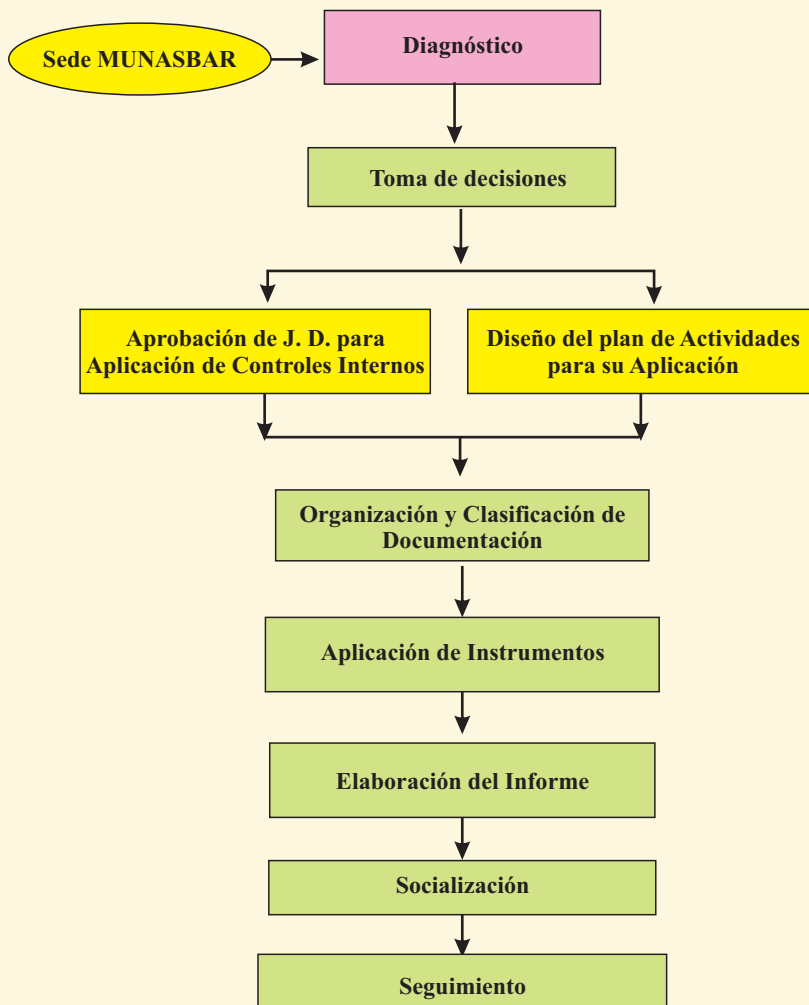 Sede MUNASBAR
Diagnóstico
Toma de decisiones
Aprobación de J. D. para
Aplicación de Controles Internos
Diseño del plan de Actividades
para su Aplicación
Organización y Clasificación de
Documentación
Aplicación de Instrumentos
Elaboración del Informe
Socialización
Seguimiento